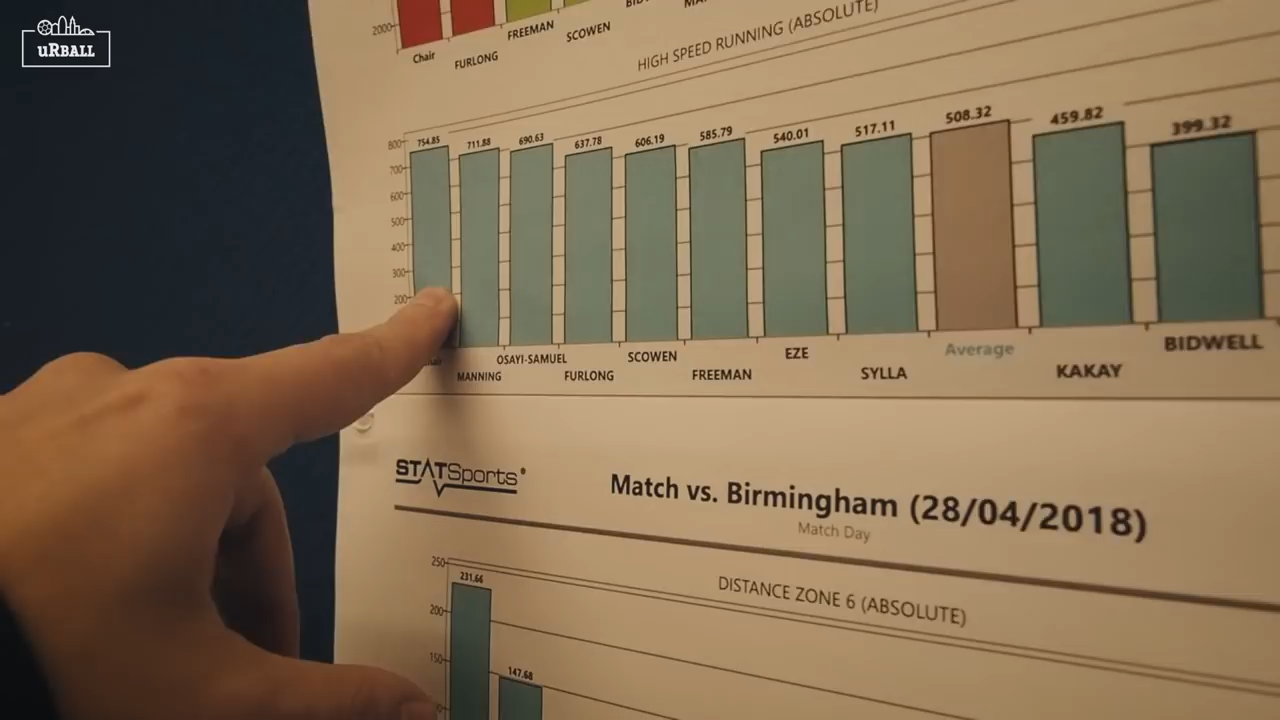 uRBALL
2000
Chair
FURLONG
FREEMAN
SCOWEN
HIGH SPEED RUNNING (ABSOLUTE)
754.85
711.88
690.63
637.78
606.19
585.79
540.01
517.11
508.32
459.82
399.32
800
700
600
500
400
300
200
MANNING
OSAYI-SAMUEL
FURLONG
SCOWEN
FREEMAN
EZE
SYLLA
Average
KAKAY
BIDWELL
STATSports®
Match vs. Birmingham (28/04/2018)
Match Day
DISTANCE ZONE 6 (ABSOLUTE)
250
200
150
231.66
147.68